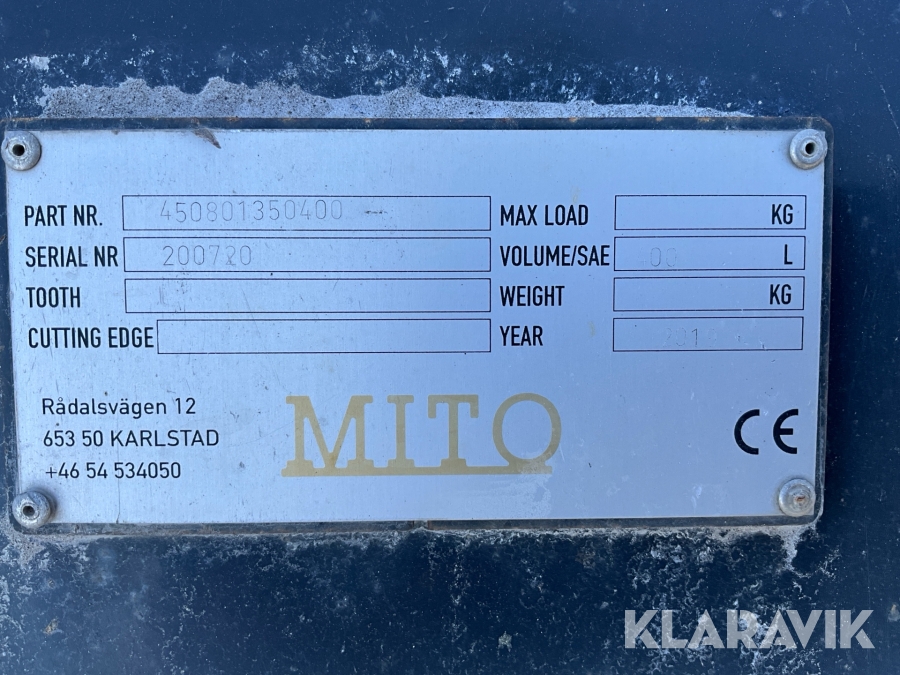 PART NR. 450801350400 MAX LOAD KG
SERIAL NR 200720 VOLUME/SAE L
TOOTH WEIGHT KG
CUTTING EDGE YEAR
Rådalsvägen 12
653 50 KARLSTAD
+46 54 534050
MITO
CE
KLARAVIK